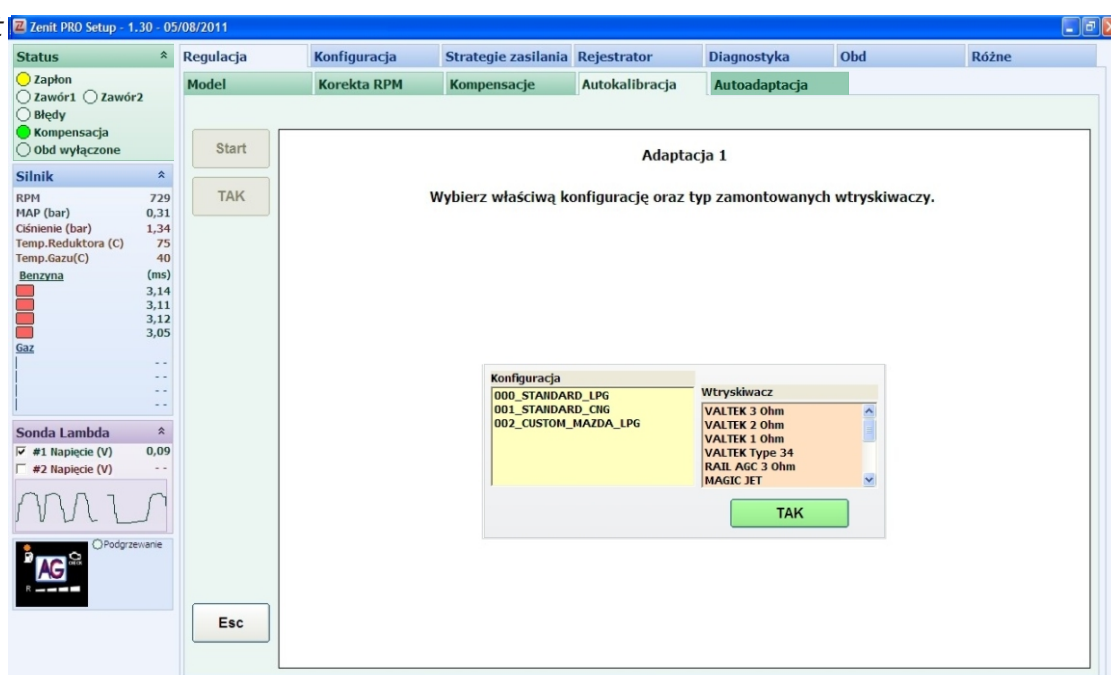 Zenit PRO Setup - 1.30 - 05/08/2011
Status
Zapłon
Zawór1 Zawór2
Błędy
Kompensacja
Obd wyłączone
Silnik
RPM 729
MAP (bar) 0,31
Ciśnienie (bar) 1,34
Temp.Reduktora (C) 75
Temp.Gazu(C) 40
Benzyna (ms)
3,14
3,11
3,12
3,05
Gaz
- -
- -
- -
- -
Sonda Lambda
#1 Napięcie (V) 0,09
#2 Napięcie (V) - -
Podgrzewanie
AG
CHECK
R
Regulacja Konfiguracja Strategie zasilania Rejestrator Diagnostyka Obd Różne
Model Korekta RPM Kompensacje Autokalibracja Autoadaptacja
Start
TAK
Esc
Adaptacja 1
Wybierz właściwą konfigurację oraz typ zamontowanych wtryskiwaczy.
Konfiguracja
000_STANDARD_LPG
001_STANDARD_CNG
002_CUSTOM_MAZDA_LPG
Wtryskiwacz
VALTEK 3 Ohm
VALTEK 2 Ohm
VALTEK 1 Ohm
VALTEK Type 34
RAIL AGC 3 Ohm
MAGIC JET
TAK